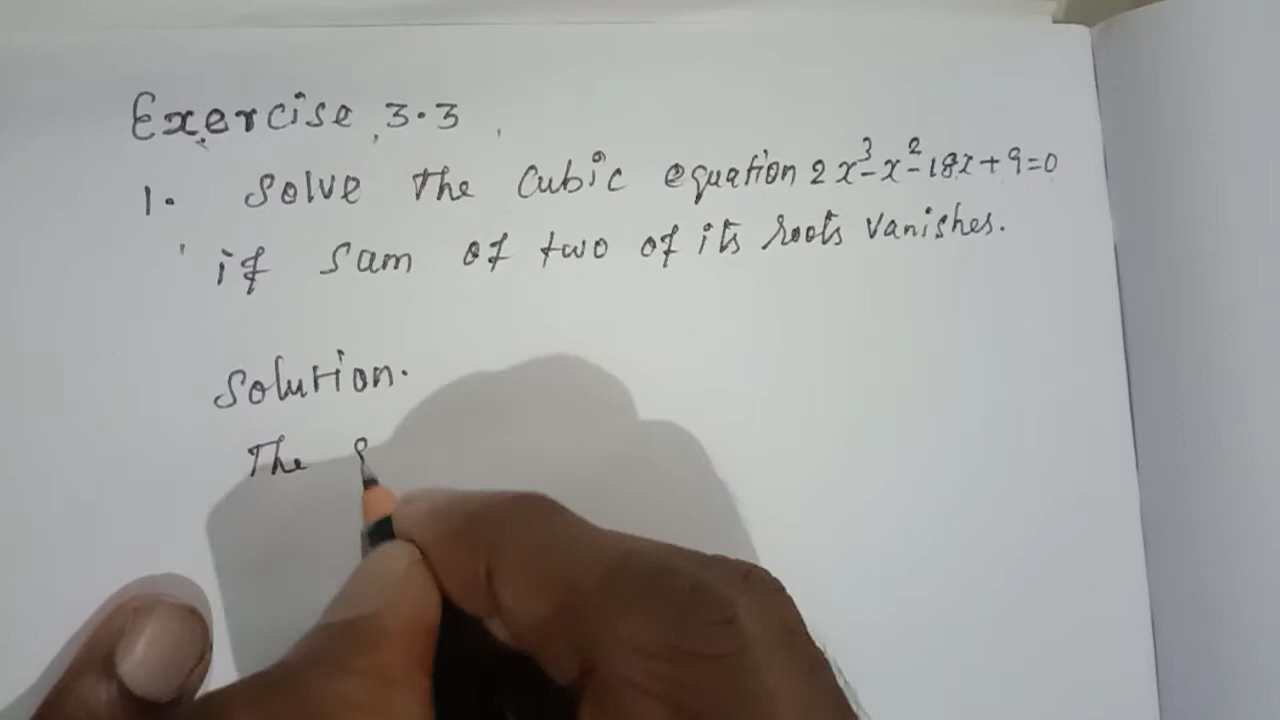 Exercise 3.3
1. Solve the Cubic equation 2x³-x²-18x+9=0
if Sum of two of its roots vanishes.
Solution.
The